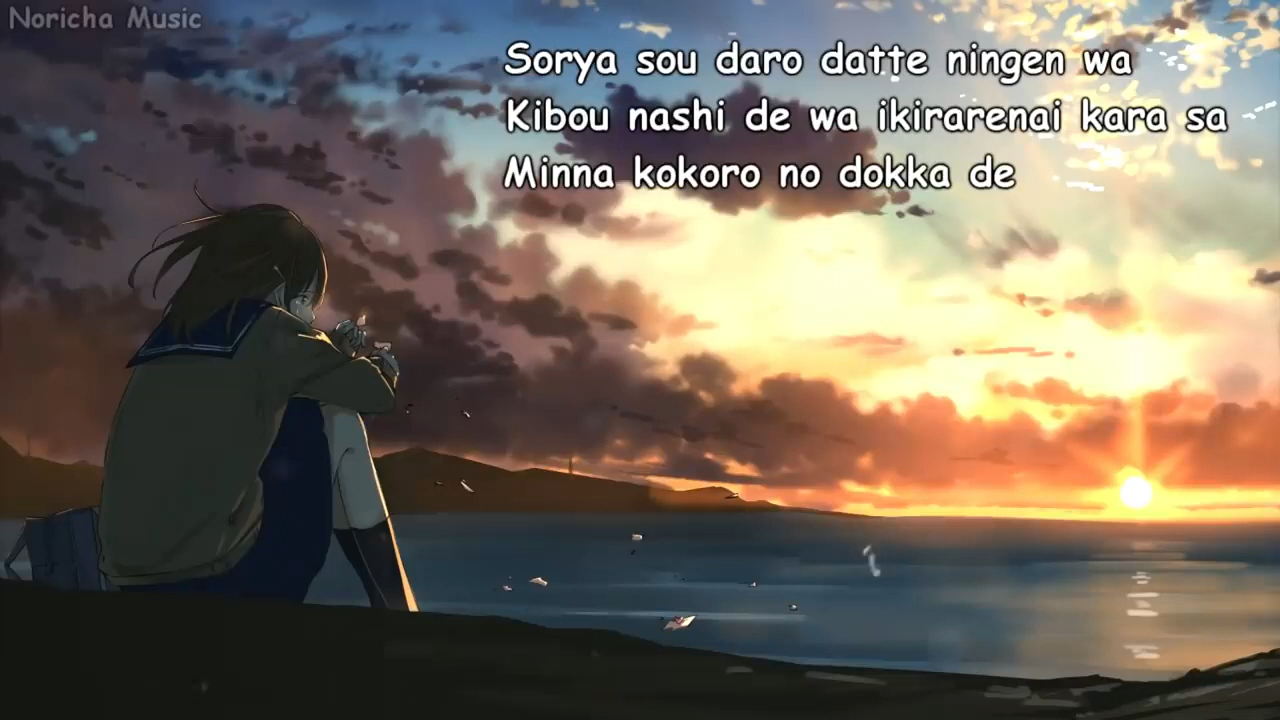 Noricha Music
Sorya sou daro datte ningen wa
Kibou nashi de wa ikirarenai kara sa
Minna kokoro no dokka de